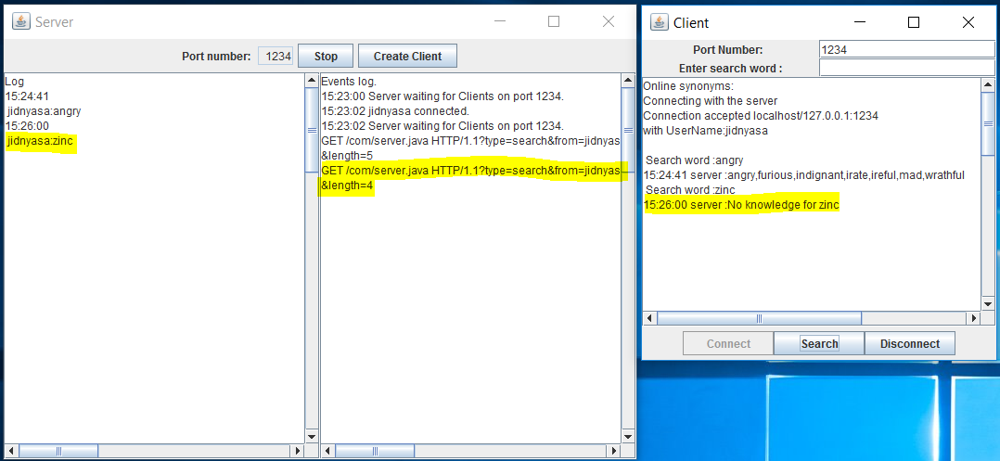 Server
Port number: 1234 Stop Create Client
Log
15:24:41
jidnyasa:angry
15:26:00
jidnyasa:zinc
Events log.
15:23:00 Server waiting for Clients on port 1234.
15:23:02 jidnyasa connected.
15:23:02 Server waiting for Clients on port 1234.
GET /com/server.java HTTP/1.1?type=search&from=jidnyas
&length=5
GET /com/server.java HTTP/1.1?type=search&from=jidnyas
&length=4
Client
Port Number: 1234
Enter search word :
Online synonyms:
Connecting with the server
Connection accepted localhost/127.0.0.1:1234
with UserName:jidnyasa
Search word :angry
15:24:41 server :angry,furious,indignant,irate,ireful,mad,wrathful
Search word :zinc
15:26:00 server :No knowledge for zinc
Connect Search Disconnect